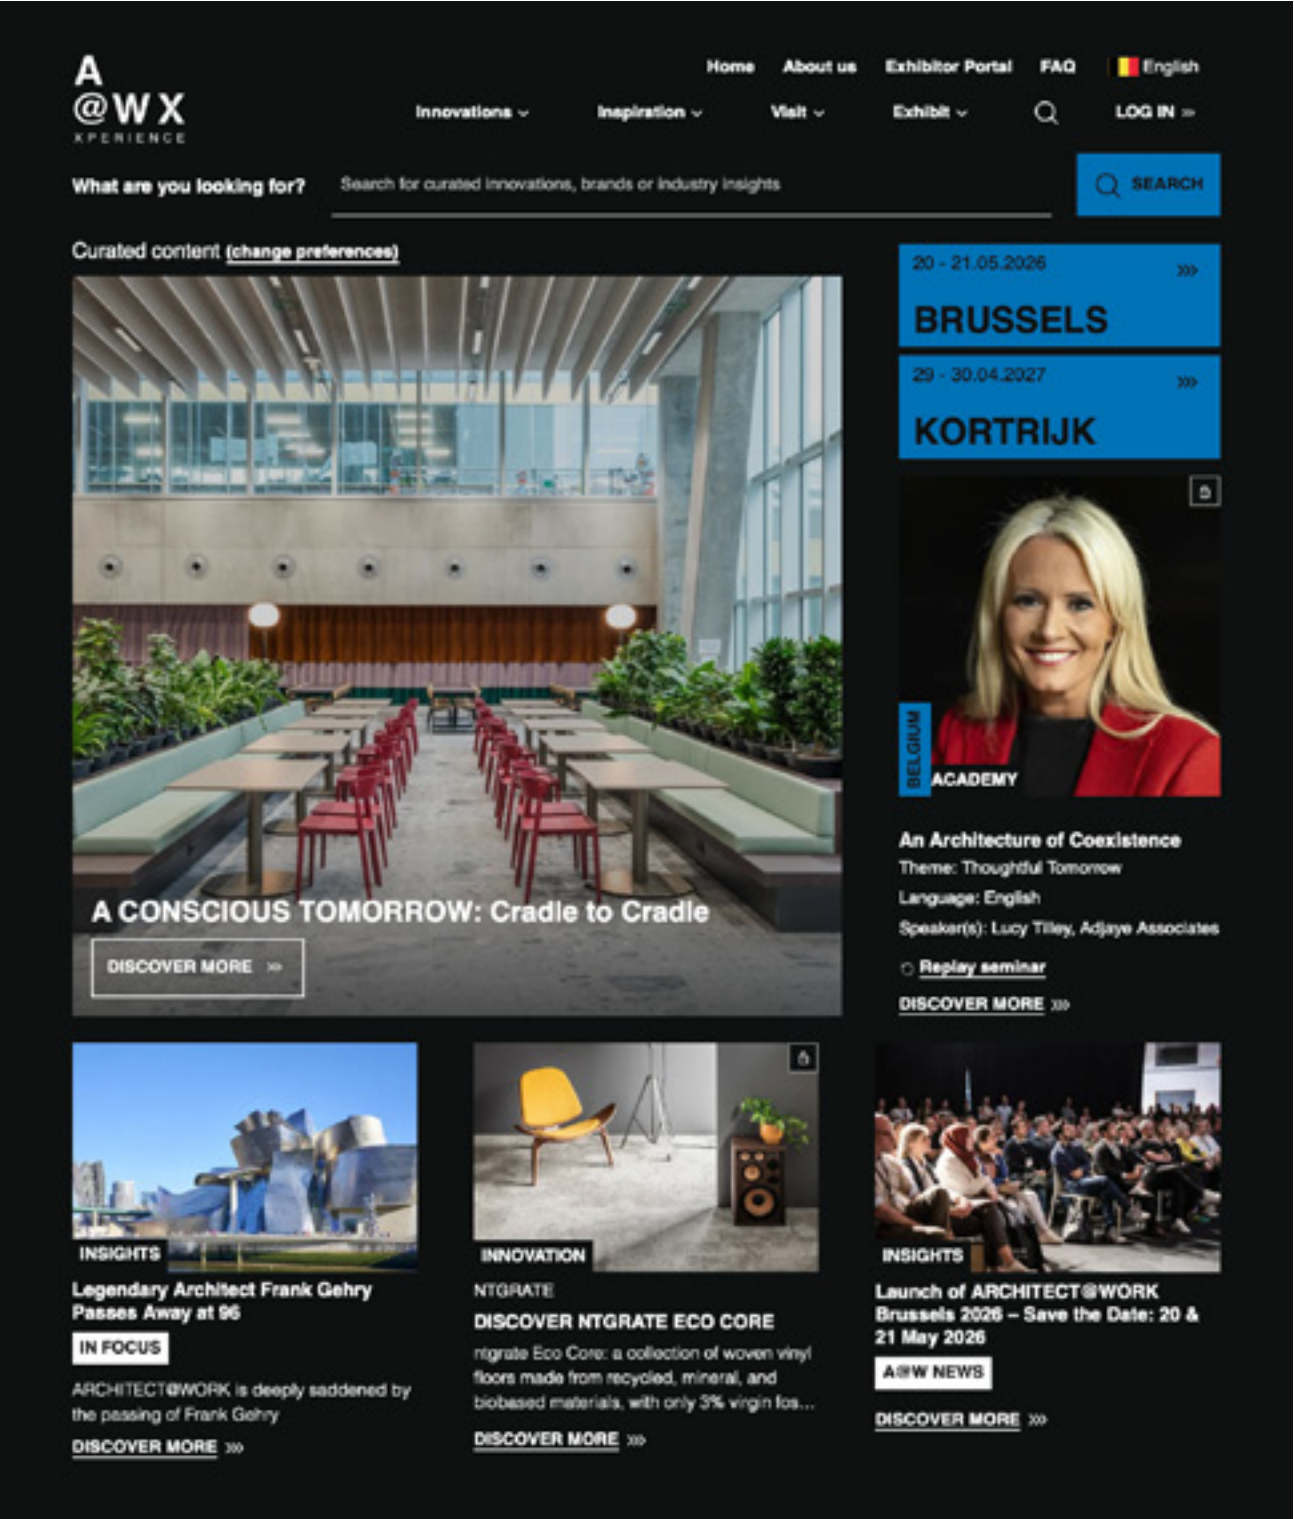 A
@WX
XPERIENCE
Home About us Exhibitor Portal FAQ English
Innovations Inspiration Visit Exhibit LOG IN
What are you looking for? Search for curated innovations, brands or industry insights SEARCH
Curated content (change preferences)
20 - 21.05.2026
BRUSSELS
29 - 30.04.2027
KORTRIJK
BELGIUM
ACADEMY
An Architecture of Coexistence
Theme: Thoughtful Tomorrow
Language: English
Speaker(s): Lucy Tilley, Adjaye Associates
Replay seminar
DISCOVER MORE
A CONSCIOUS TOMORROW: Cradle to Cradle
DISCOVER MORE
INSIGHTS
Legendary Architect Frank Gehry
Passes Away at 96
IN FOCUS
ARCHITECT@WORK is deeply saddened by
the passing of Frank Gehry
DISCOVER MORE
INNOVATION
NTGRATE
DISCOVER NTGRATE ECO CORE
ntgrate Eco Core: a collection of woven vinyl
floors made from recycled, mineral, and
biobased materials, with only 3% virgin fos...
DISCOVER MORE
INSIGHTS
Launch of ARCHITECT@WORK
Brussels 2026 – Save the Date: 20 &
21 May 2026
A@W NEWS
DISCOVER MORE